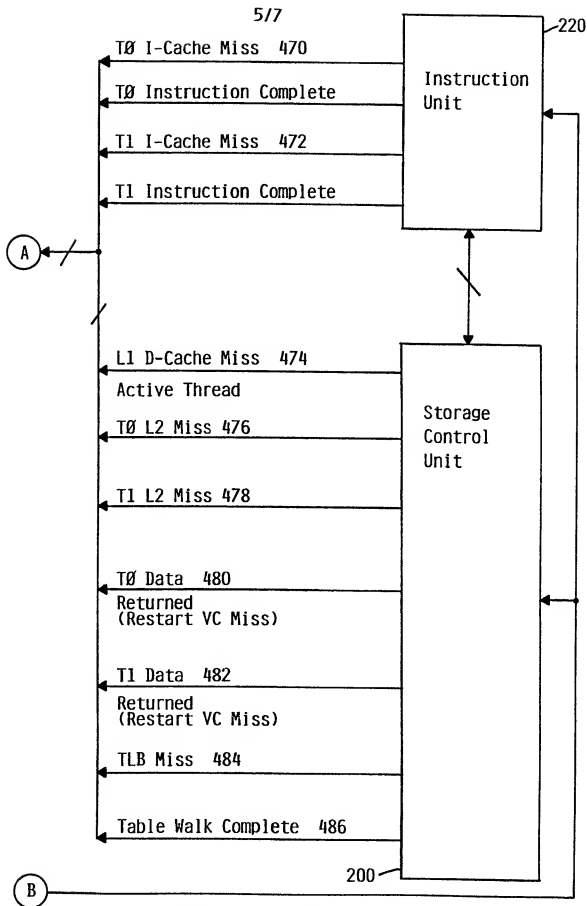 5/7
220
TØ I-Cache Miss 470
Instruction
Unit
TØ Instruction Complete
T1 I-Cache Miss 472
T1 Instruction Complete
A
L1 D-Cache Miss 474
Active Thread
Storage
Control
Unit
TØ L2 Miss 476
T1 L2 Miss 478
TØ Data 480
Returned
(Restart VC Miss)
T1 Data 482
Returned
(Restart VC Miss)
TLB Miss 484
Table Walk Complete 486
200
B